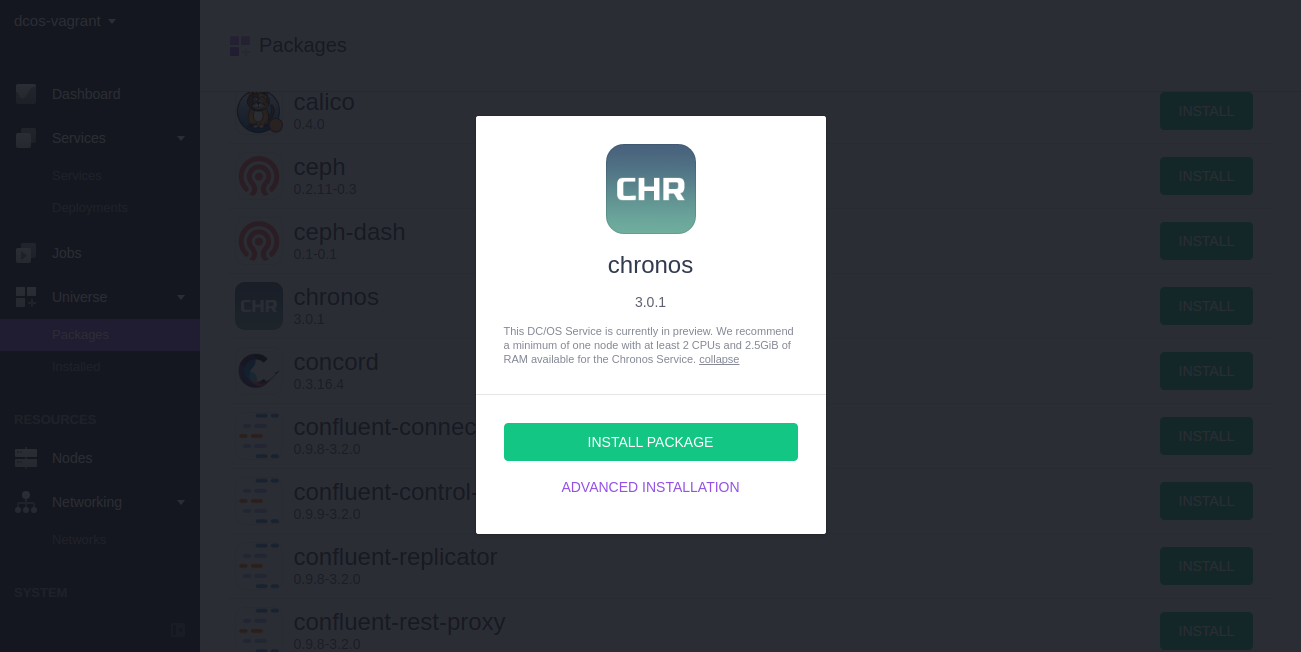 dcos-vagrant
Dashboard
Services
Services
Deployments
Jobs
Universe
Packages
Installed
RESOURCES
Nodes
Networking
Networks
SYSTEM
Packages
calico
0.4.0
INSTALL
ceph
0.2.11-0.3
INSTALL
ceph-dash
0.1-0.1
INSTALL
CHR
chronos
3.0.1
INSTALL
concord
0.3.16.4
INSTALL
confluent-connec
0.9.8-3.2.0
INSTALL
confluent-control-
0.9.9-3.2.0
INSTALL
confluent-replicator
0.9.8-3.2.0
INSTALL
confluent-rest-proxy
0.9.8-3.2.0
INSTALL
CHR
chronos
3.0.1
This DC/OS Service is currently in preview. We recommend
a minimum of one node with at least 2 CPUs and 2.5GiB of
RAM available for the Chronos Service. collapse
INSTALL PACKAGE
ADVANCED INSTALLATION